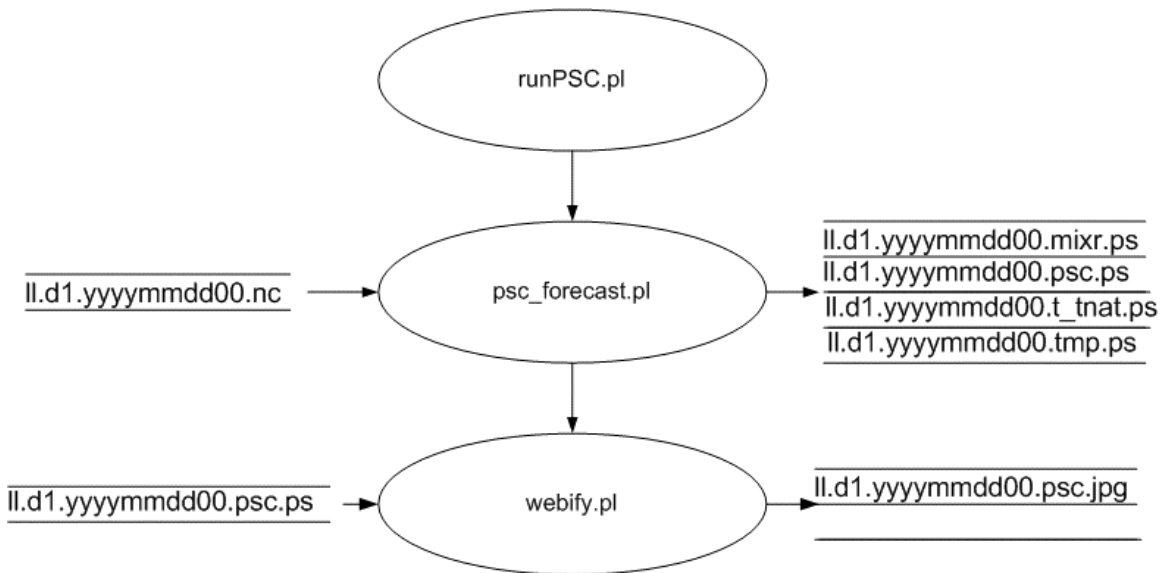 runPSC.pl
ll.d1.yyyymmdd00.mixr.ps
ll.d1.yyyymmdd00.nc
psc_forecast.pl
ll.d1.yyyymmdd00.psc.ps
ll.d1.yyyymmdd00.t_tnat.ps
ll.d1.yyyymmdd00.tmp.ps
ll.d1.yyyymmdd00.psc.ps
webify.pl
ll.d1.yyyymmdd00.psc.jpg